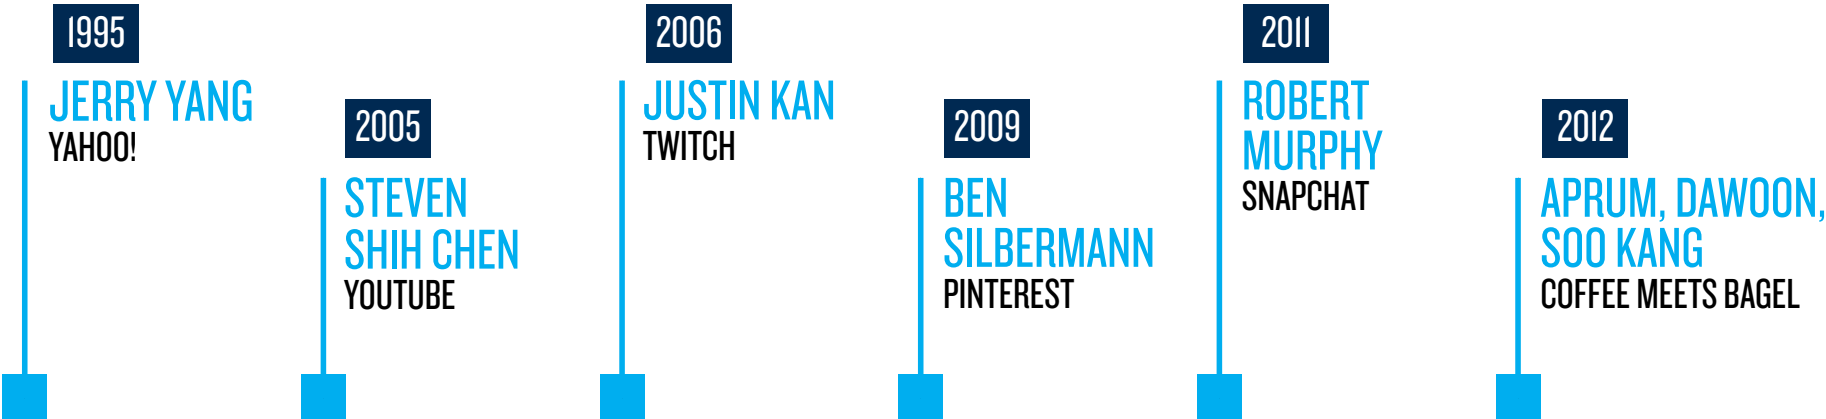 1995
JERRY YANG
YAHOO!
2005
STEVEN
SHIH CHEN
YOUTUBE
2006
JUSTIN KAN
TWITCH
2009
BEN
SILBERMANN
PINTEREST
2011
ROBERT
MURPHY
SNAPCHAT
2012
APRUM, DAWOON,
SOO KANG
COFFEE MEETS BAGEL